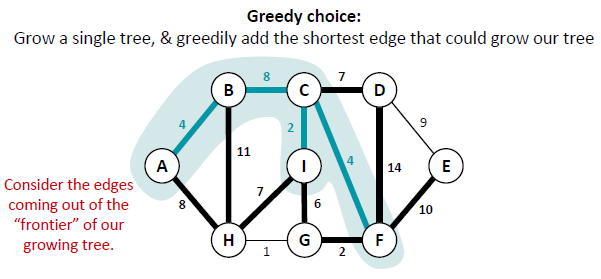 Greedy choice:
Grow a single tree, & greedily add the shortest edge that could grow our tree
8
7
B
C
D
4
2
9
11
A
I
4
14
E
Consider the edges
coming out of the
“frontier” of our
growing tree.
8
7
6
10
H
G
F
1
2